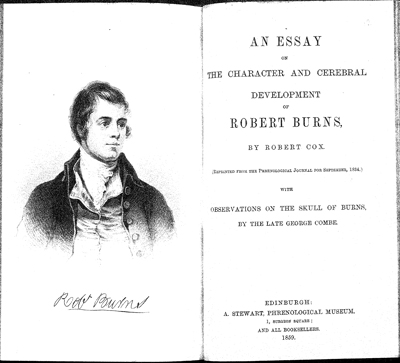 Robt Burns
AN ESSAY
ON
THE CHARACTER AND CEREBRAL
DEVELOPMENT
OF
ROBERT BURNS,
BY ROBERT COX.
(REPRINTED FROM THE PHRENOLOGICAL JOURNAL FOR SEPTEMBER, 1834.)
WITH
OBSERVATIONS ON THE SKULL OF BURNS,
BY THE LATE GEORGE COMBE.
EDINBURGH:
A. STEWART, PHRENOLOGICAL MUSEUM,
1, SURGEON SQUARE;
AND ALL BOOKSELLERS.
1859.